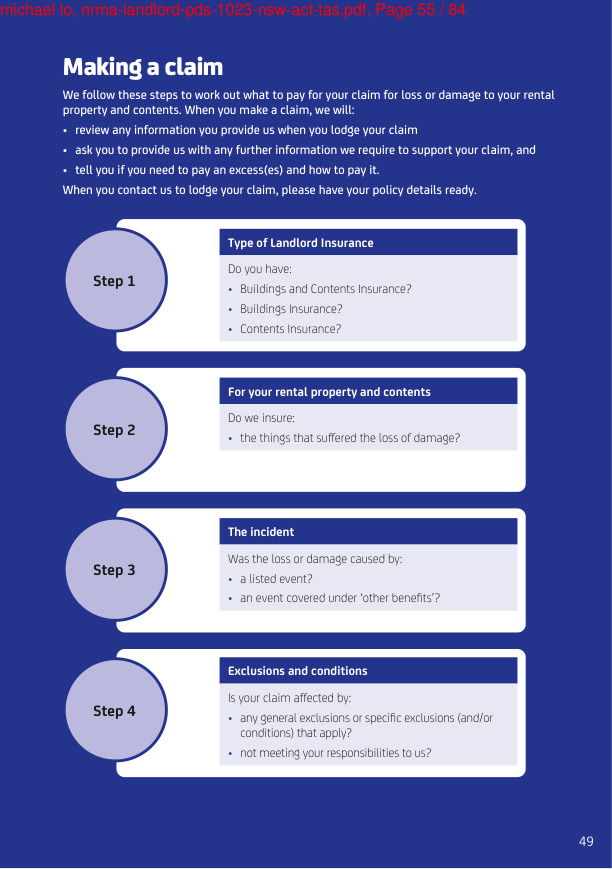 michael lo, nrma-landlord-pds-1023-nsw-act-tas.pdf, Page 55 / 84
Making a claim
We follow these steps to work out what to pay for your claim for loss or damage to your rental
property and contents. When you make a claim, we will:
• review any information you provide us when you lodge your claim
• ask you to provide us with any further information we require to support your claim, and
• tell you if you need to pay an excess(es) and how to pay it.
When you contact us to lodge your claim, please have your policy details ready.
Step 1
Type of Landlord Insurance
Do you have:
• Buildings and Contents Insurance?
• Buildings Insurance?
• Contents Insurance?
Step 2
For your rental property and contents
Do we insure:
• the things that suffered the loss of damage?
Step 3
The incident
Was the loss or damage caused by:
• a listed event?
• an event covered under ‘other benefits’?
Step 4
Exclusions and conditions
Is your claim affected by:
• any general exclusions or specific exclusions (and/or
conditions) that apply?
• not meeting your responsibilities to us?
49